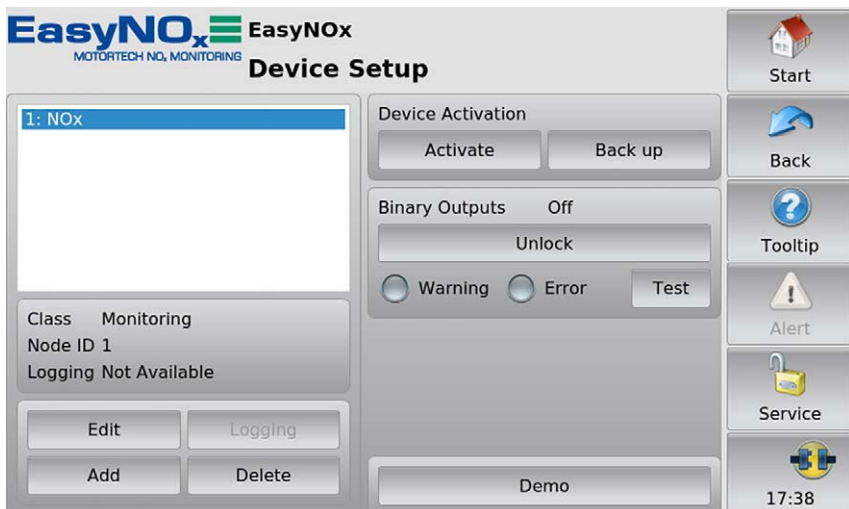 EasyNOx
MOTORTECH NOx MONITORING
EasyNOx
Device Setup
1: NOx
Class Monitoring
Node ID 1
Logging Not Available
Edit
Logging
Add
Delete
Device Activation
Activate
Back up
Binary Outputs Off
Unlock
Warning
Error
Test
Demo
Start
Back
Tooltip
Alert
Service
17:38